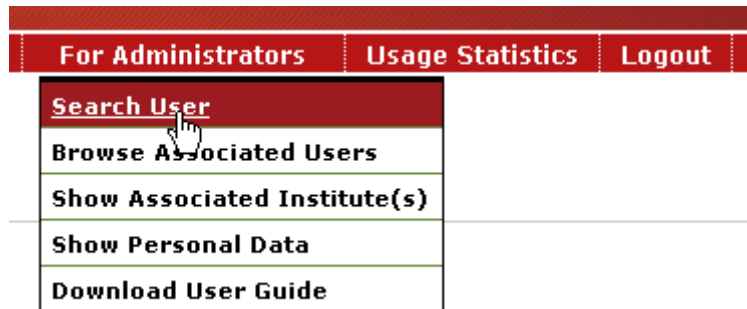 For Administrators Usage Statistics Logout
Search User
Browse Associated Users
Show Associated Institute(s)
Show Personal Data
Download User Guide